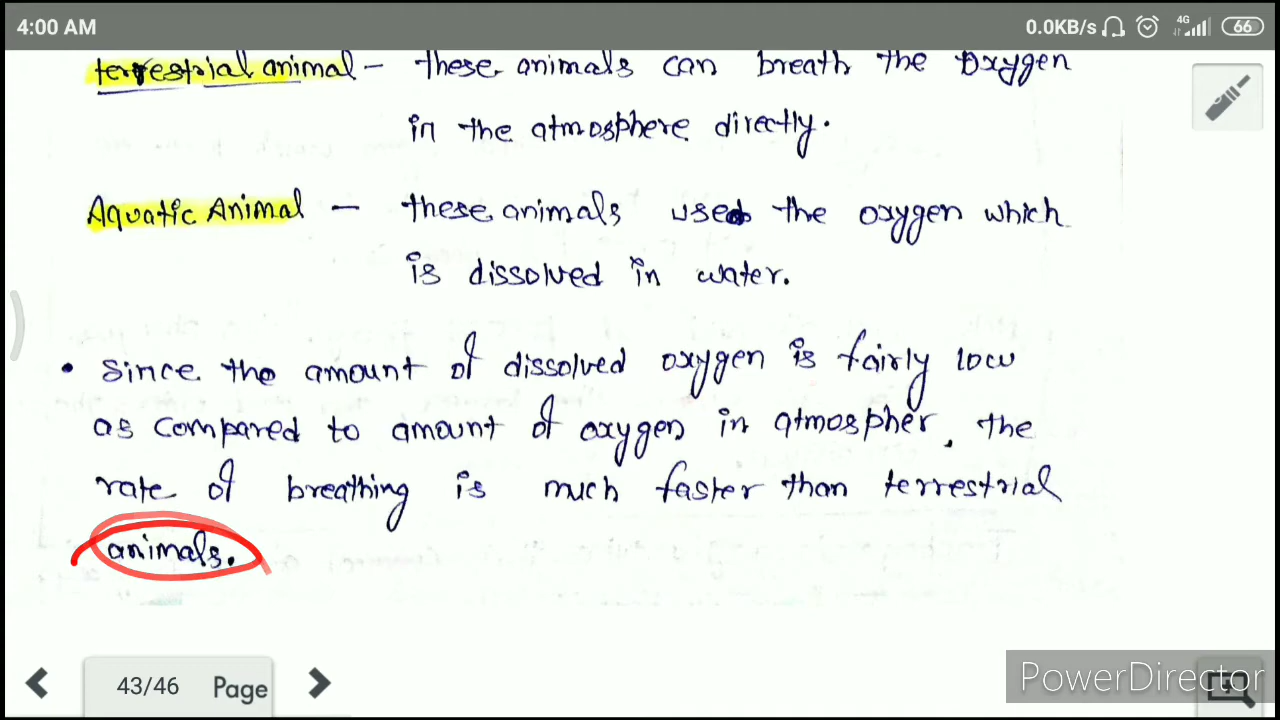 4:00 AM 0.0KB/s 4G 66
terrestrial animal – these animals can breath the oxygen
in the atmosphere directly.
Aquatic Animal – these animals used the oxygen which
is dissolved in water.
• Since the amount of dissolved oxygen is fairly low
as compared to amount of oxygen in atmospher, the
rate of breathing is much faster than terrestrial
animals.
43/46 Page
PowerDirector